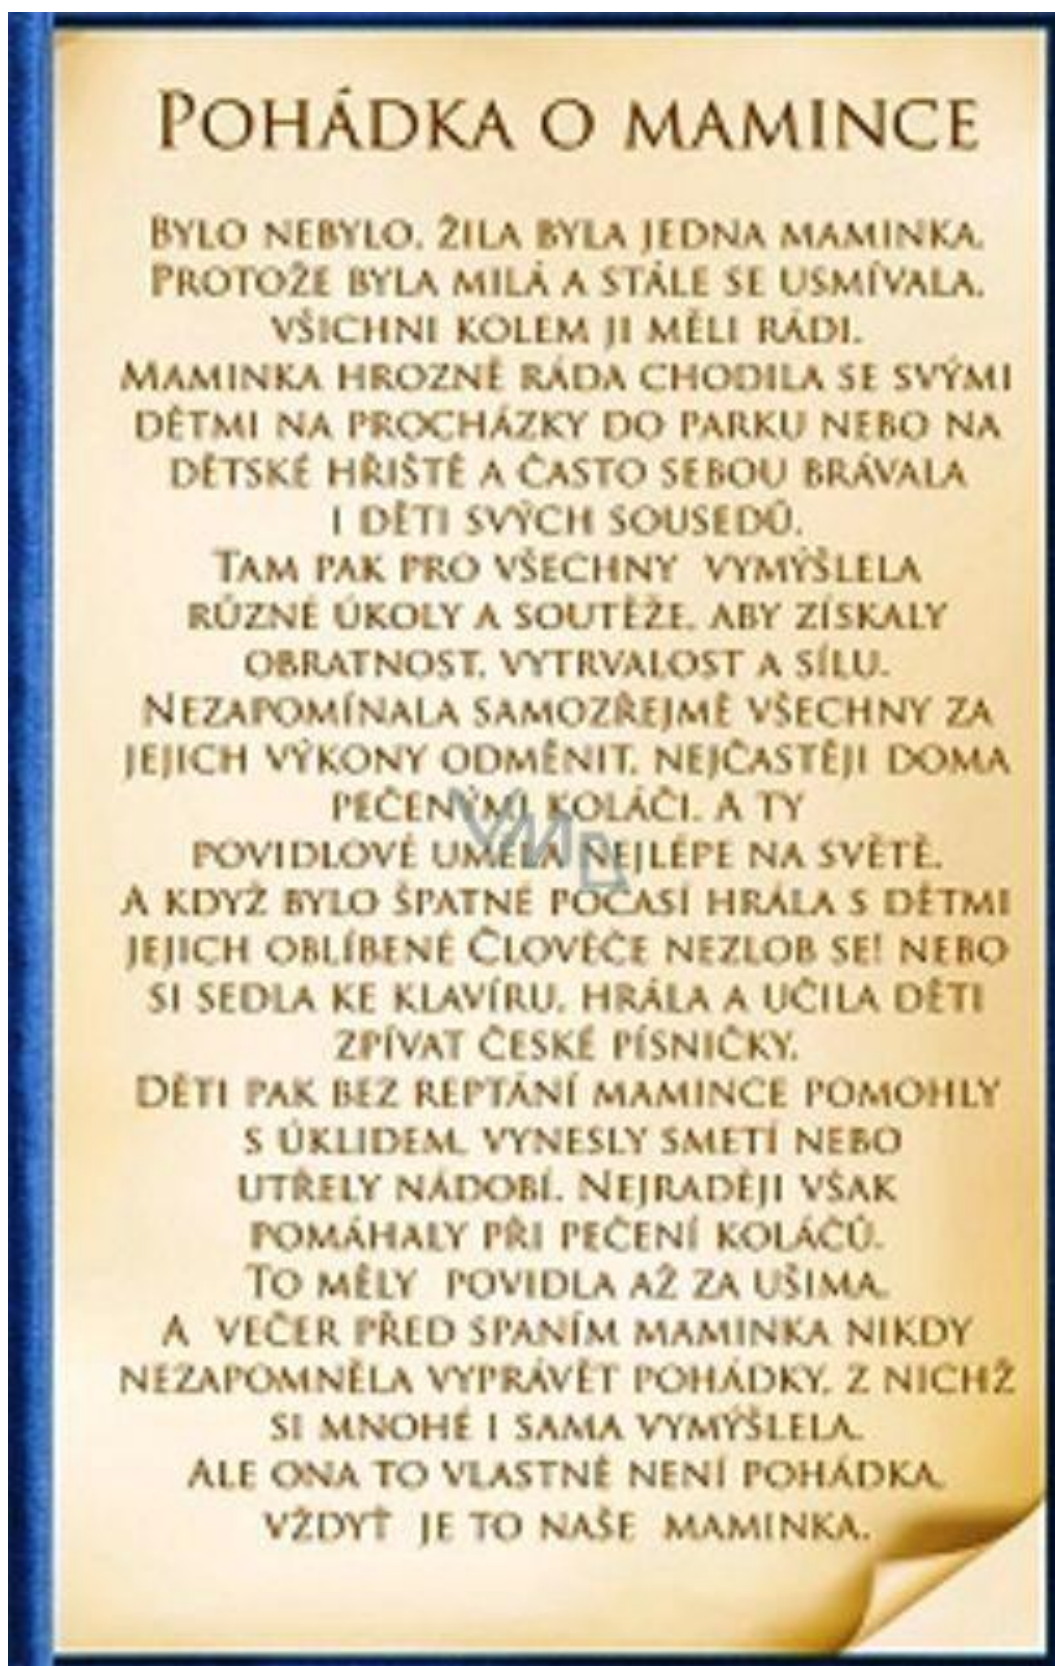 POHÁDKA O MAMINCE
BYLO NEBYLO, ŽILA BYLA JEDNA MAMINKA.
PROTOŽE BYLA MILÁ A STÁLE SE USMÍVALA,
VŠICHNI KOLEM JI MĚLI RÁDI.
MAMINKA HROZNĚ RÁDA CHODILA SE SVÝMI
DĚTMI NA PROCHÁZKY DO PARKU NEBO NA
DĚTSKÉ HŘIŠTĚ A ČASTO SEBOU BRÁVALA
I DĚTI SVÝCH SOUSEDŮ.
TAM PAK PRO VŠECHNY VYMÝŠLELA
RŮZNÉ ÚKOLY A SOUTĚŽE, ABY ZÍSKALY
OBRATNOST, VYTRVALOST A SÍLU.
NEZAPOMÍNALA SAMOZŘEJMĚ VŠECHNY ZA
JEJICH VÝKONY ODMĚNIT, NEJČASTĚJI DOMA
PEČENÝMI KOLÁČI. A TY
POVIDLOVÉ UMĚLA NEJLÉPE NA SVĚTĚ.
A KDYŽ BYLO ŠPATNÉ POČASÍ HRÁLA S DĚTMI
JEJICH OBLÍBENÉ ČLOVĚČE NEZLOB SE! NEBO
SI SEDLA KE KLAVÍRU, HRÁLA A UČILA DĚTI
ZPÍVAT ČESKÉ PÍSNIČKY.
DĚTI PAK BEZ REPTÁNÍ MAMINCE POMOHLY
S ÚKLIDEM, VYNESLY SMETÍ NEBO
UTŘELY NÁDOBÍ. NEJRADĚJI VŠAK
POMÁHALY PŘI PEČENÍ KOLÁČŮ.
TO MĚLY POVIDLA AŽ ZA UŠIMA.
A VEČER PŘED SPANÍM MAMINKA NIKDY
NEZAPOMNĚLA VYPRÁVĚT POHÁDKY, Z NICHŽ
SI MNOHÉ I SAMA VYMÝŠLELA.
ALE ONA TO VLASTNĚ NENÍ POHÁDKA,
VŽDYŤ JE TO NAŠE MAMINKA.
VMD